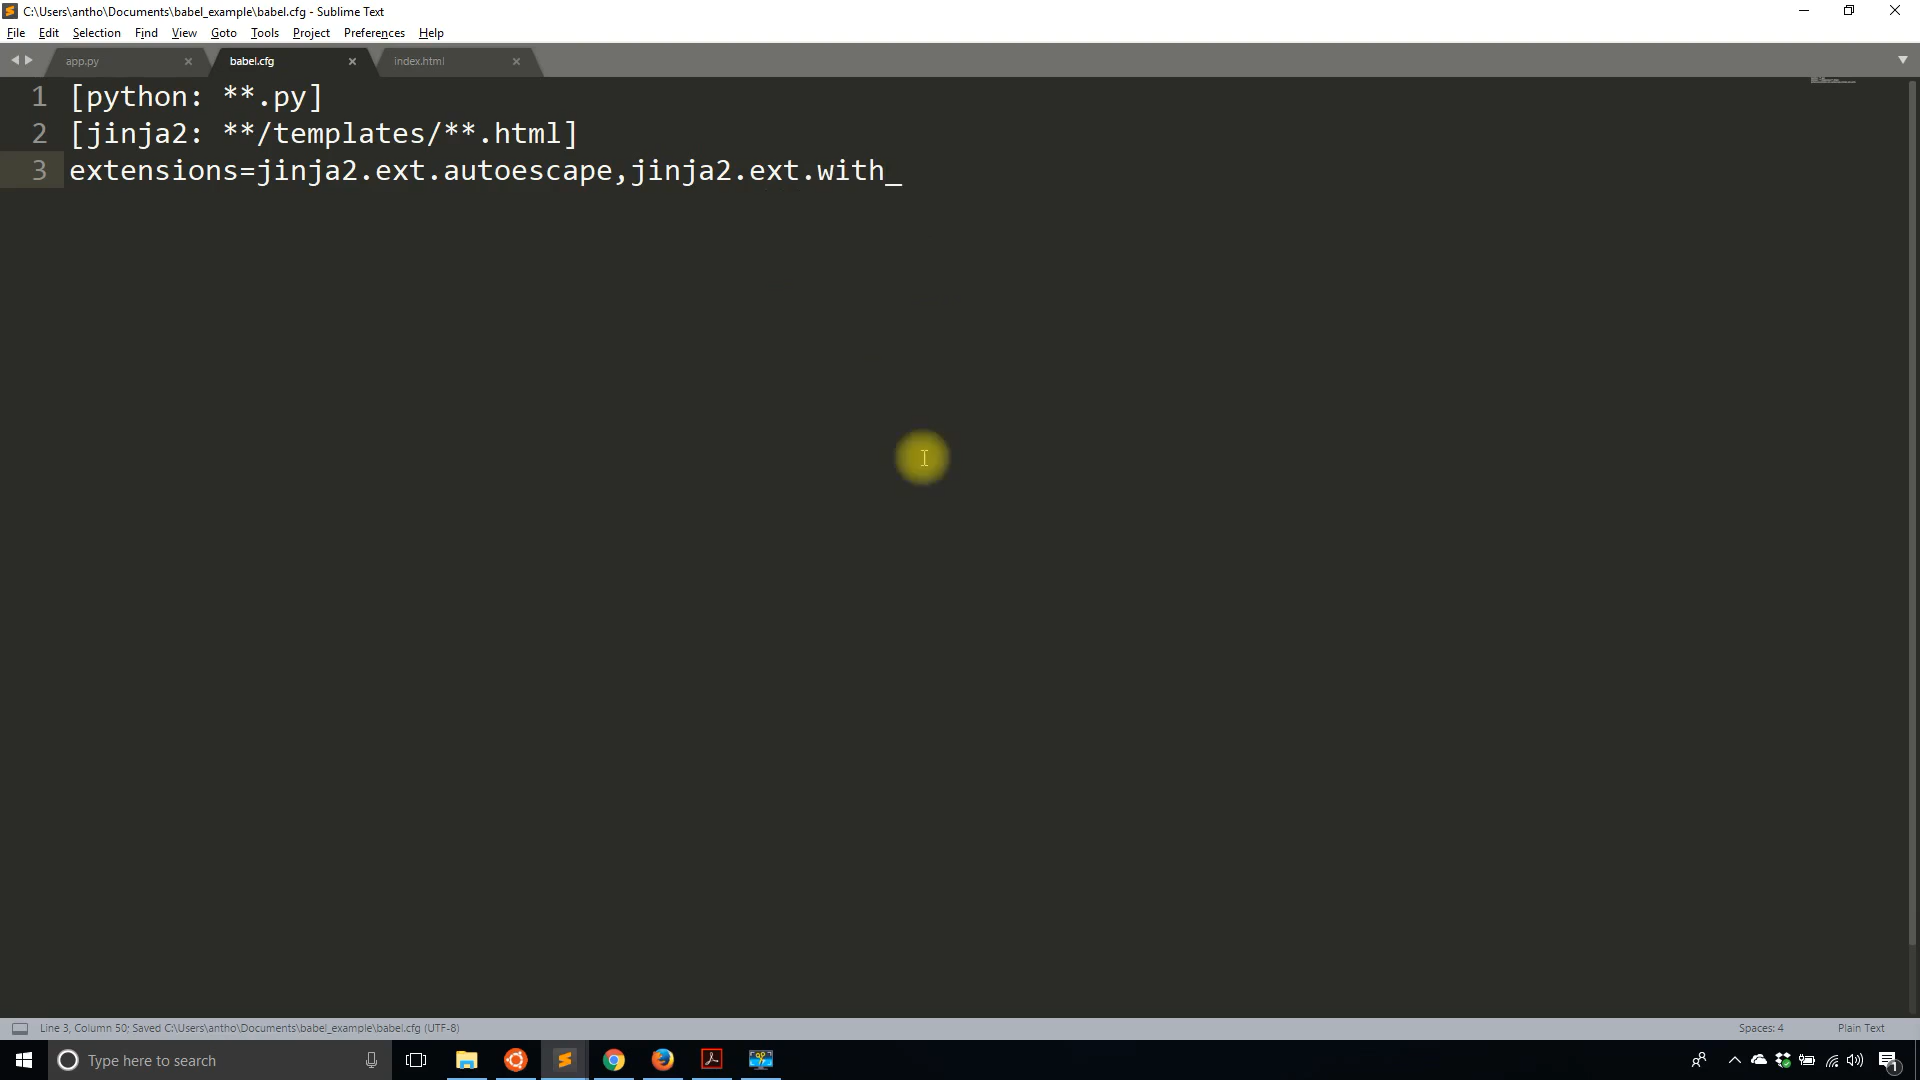 C:\Users\antho\Documents\babel_example\babel.cfg - Sublime Text
File Edit Selection Find View Goto Tools Project Preferences Help
app.py × babel.cfg × index.html ×
1 [python: **.py]
2 [jinja2: **/templates/**.html]
3 extensions=jinja2.ext.autoescape,jinja2.ext.with_
Line 3, Column 50; Saved C:\Users\antho\Documents\babel_example\babel.cfg (UTF-8) Spaces: 4 Plain Text
Type here to search 1